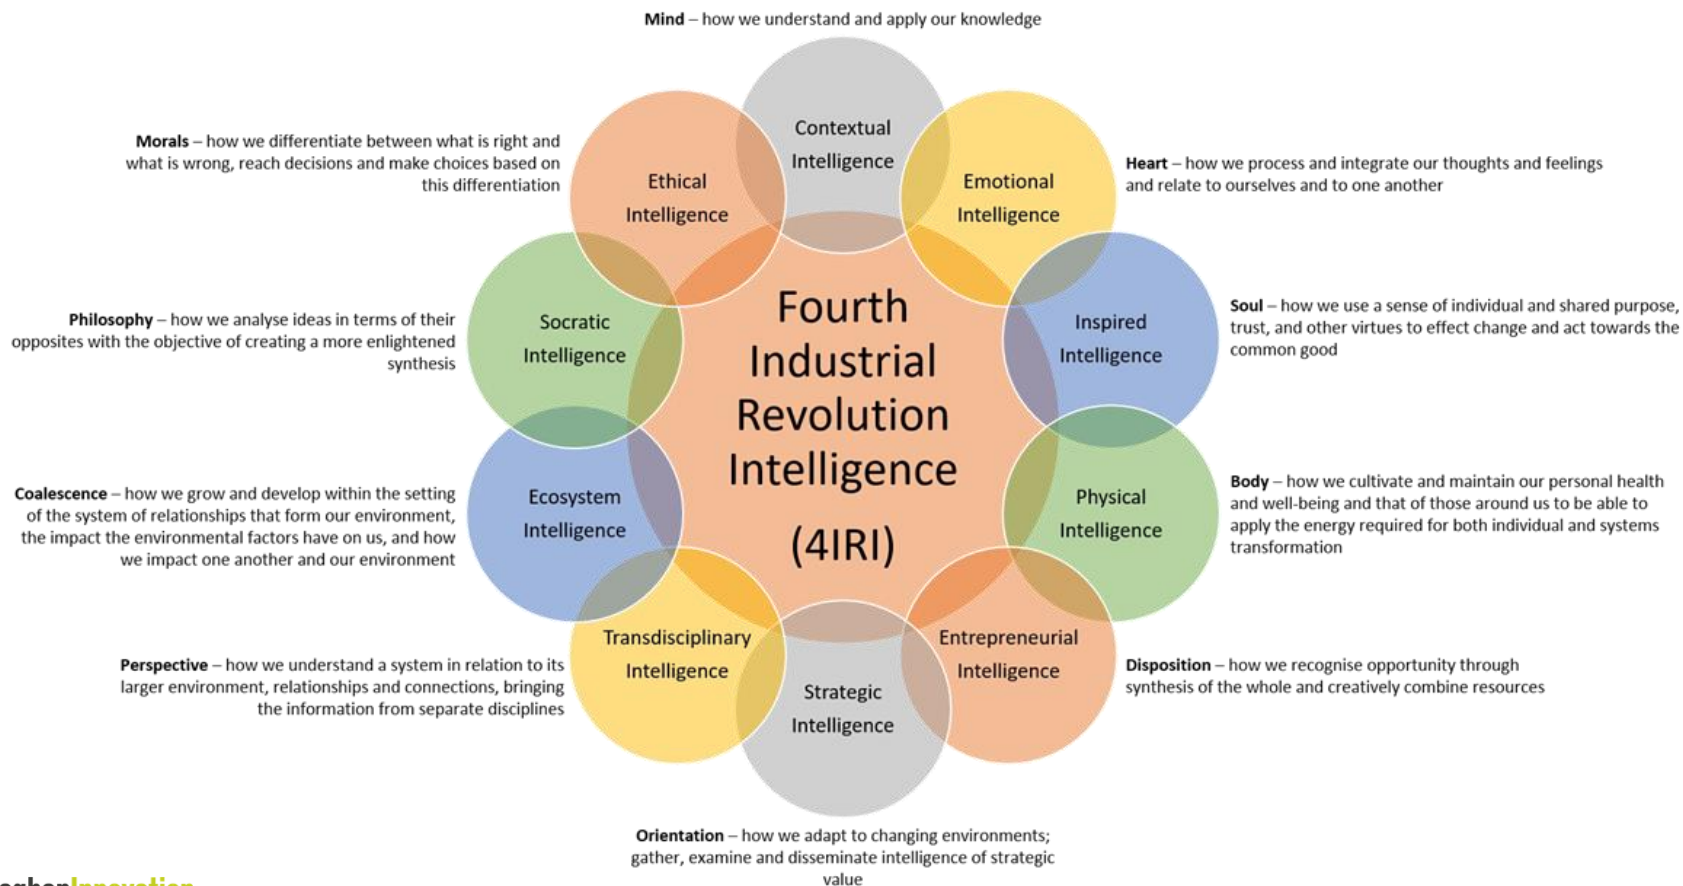 Mind – how we understand and apply our knowledge
Contextual
Intelligence
Emotional
Intelligence
Heart – how we process and integrate our thoughts and feelings
and relate to ourselves and to one another
Inspired
Intelligence
Soul – how we use a sense of individual and shared purpose,
trust, and other virtues to effect change and act towards the
common good
Physical
Intelligence
Body – how we cultivate and maintain our personal health
and well-being and that of those around us to be able to
apply the energy required for both individual and systems
transformation
Entrepreneurial
Intelligence
Disposition – how we recognise opportunity through
synthesis of the whole and creatively combine resources
Strategic
Intelligence
Orientation – how we adapt to changing environments;
gather, examine and disseminate intelligence of strategic
value
Transdisciplinary
Intelligence
Perspective – how we understand a system in relation to its
larger environment, relationships and connections, bringing
the information from separate disciplines
Ecosystem
Intelligence
Coalescence – how we grow and develop within the setting
of the system of relationships that form our environment,
the impact the environmental factors have on us, and how
we impact one another and our environment
Socratic
Intelligence
Philosophy – how we analyse ideas in terms of their
opposites with the objective of creating a more enlightened
synthesis
Ethical
Intelligence
Morals – how we differentiate between what is right and
what is wrong, reach decisions and make choices based on
this differentiation
Fourth
Industrial
Revolution
Intelligence
(4IRI)